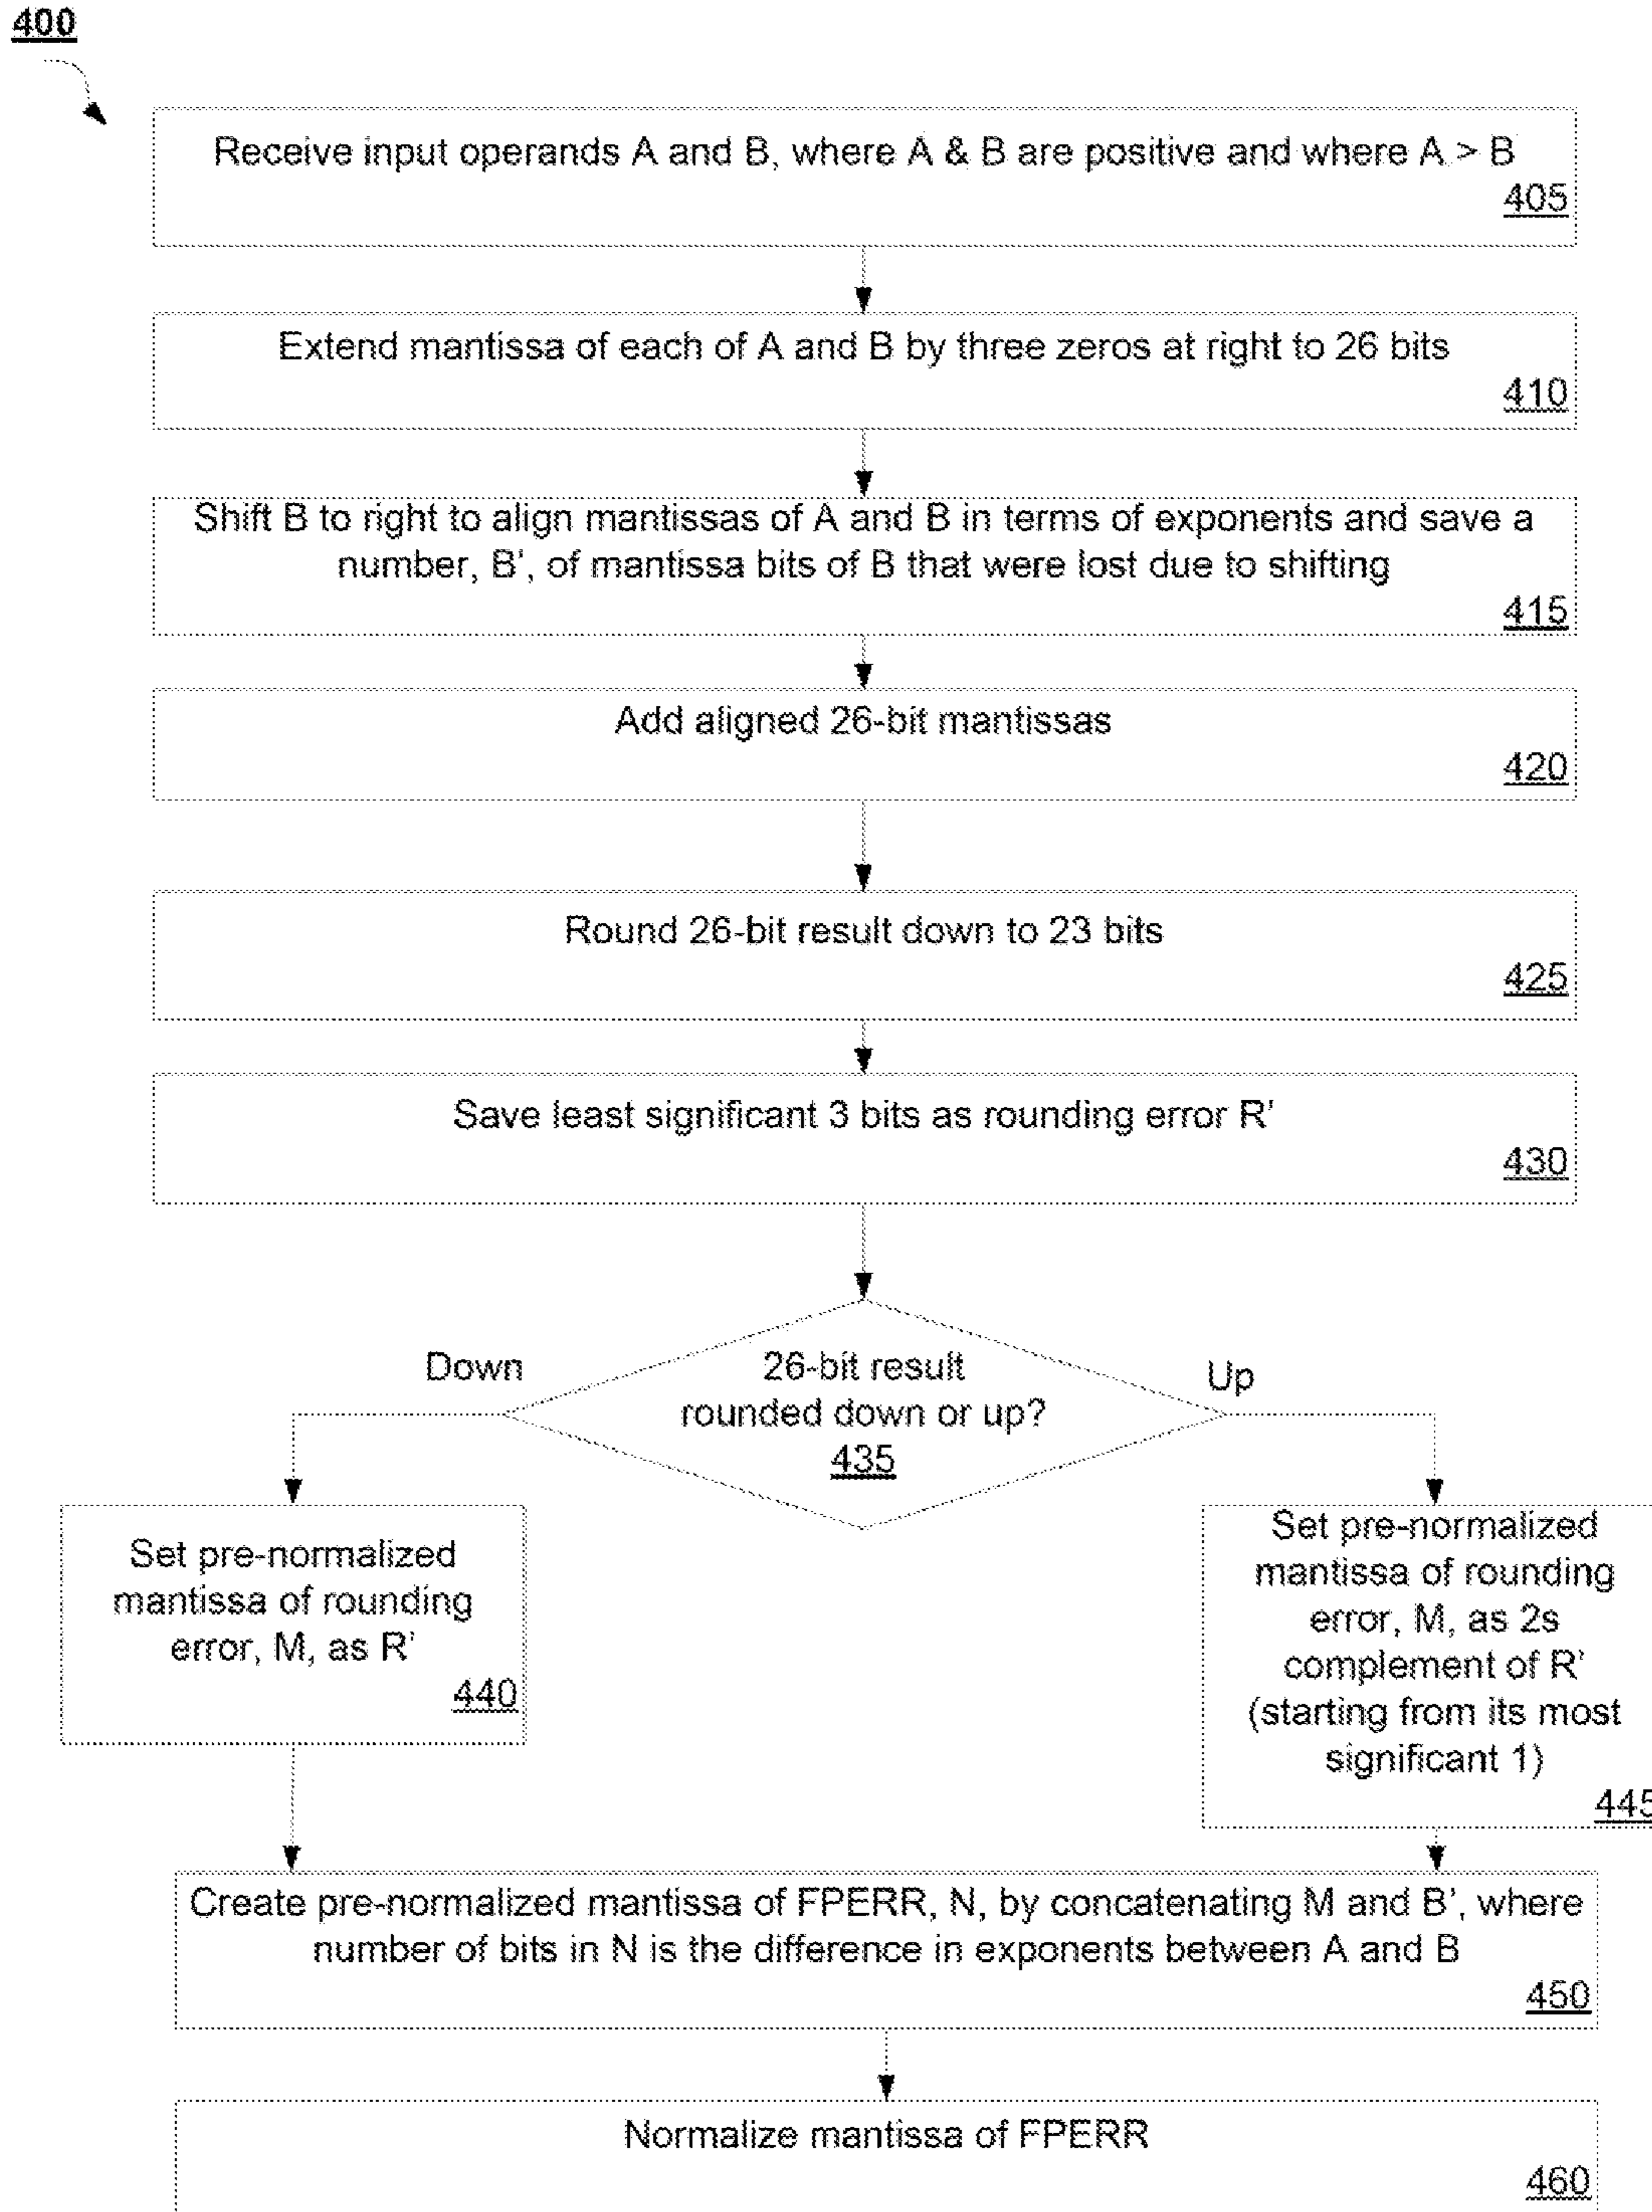 400
Receive input operands A and B, where A & B are positive and where A > B
405
Extend mantissa of each of A and B by three zeros at right to 26 bits
410
Shift B to right to align mantissas of A and B in terms of exponents and save a
number, B', of mantissa bits of B that were lost due to shifting
415
Add aligned 26-bit mantissas
420
Round 26-bit result down to 23 bits
425
Save least significant 3 bits as rounding error R'
430
26-bit result
rounded down or up?
435
Down
Up
Set pre-normalized
mantissa of rounding
error, M, as R'
440
Set pre-normalized
mantissa of rounding
error, M, as 2s
complement of R'
(starting from its most
significant 1)
445
Create pre-normalized mantissa of FPERR, N, by concatenating M and B', where
number of bits in N is the difference in exponents between A and B
450
Normalize mantissa of FPERR
460